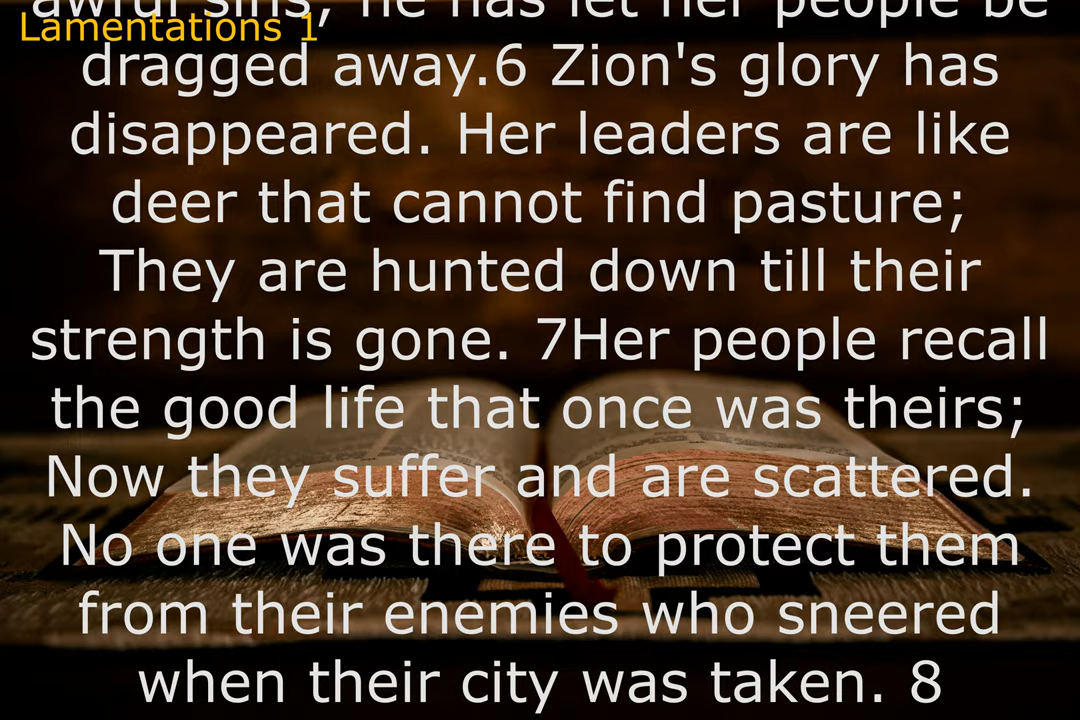 awful sins, he has let her people be
Lamentations 1
dragged away.6 Zion's glory has
disappeared. Her leaders are like
deer that cannot find pasture;
They are hunted down till their
strength is gone. 7Her people recall
the good life that once was theirs;
Now they suffer and are scattered.
No one was there to protect them
from their enemies who sneered
when their city was taken. 8